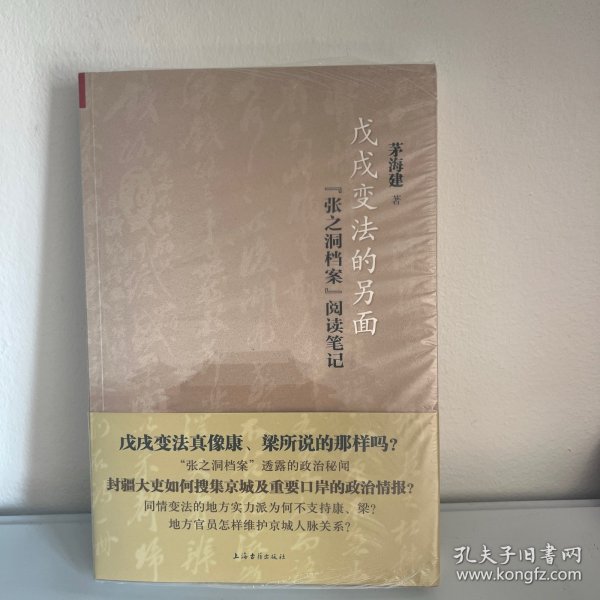 茅海建 著
戊戌变法的另面
『张之洞档案』阅读笔记
戊戌变法真像康、梁所说的那样吗？
“张之洞档案”透露的政治秘闻
封疆大吏如何搜集京城及重要口岸的政治情报？
同情变法的地方实力派为何不支持康、梁？
地方官员怎样维护京城人脉关系？
上海古籍出版社
孔夫子旧书网
www.kongfz.com